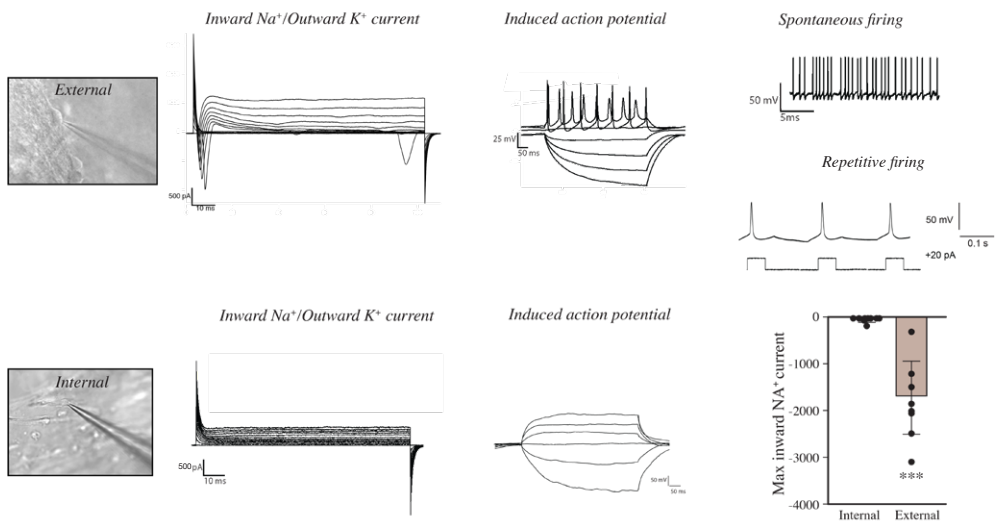 Inward Na⁺/Outward K⁺ current
Induced action potential
Spontaneous firing
External
500 pA
10 ms
25 mV
50 ms
50 mV
5ms
Repetitive firing
50 mV
0.1 s
+20 pA
Inward Na⁺/Outward K⁺ current
Induced action potential
Internal
500pA
10 ms
50 mV
50 ms
Max inward NA⁺ current
0
-1000
-2000
-3000
-4000
***
Internal
External